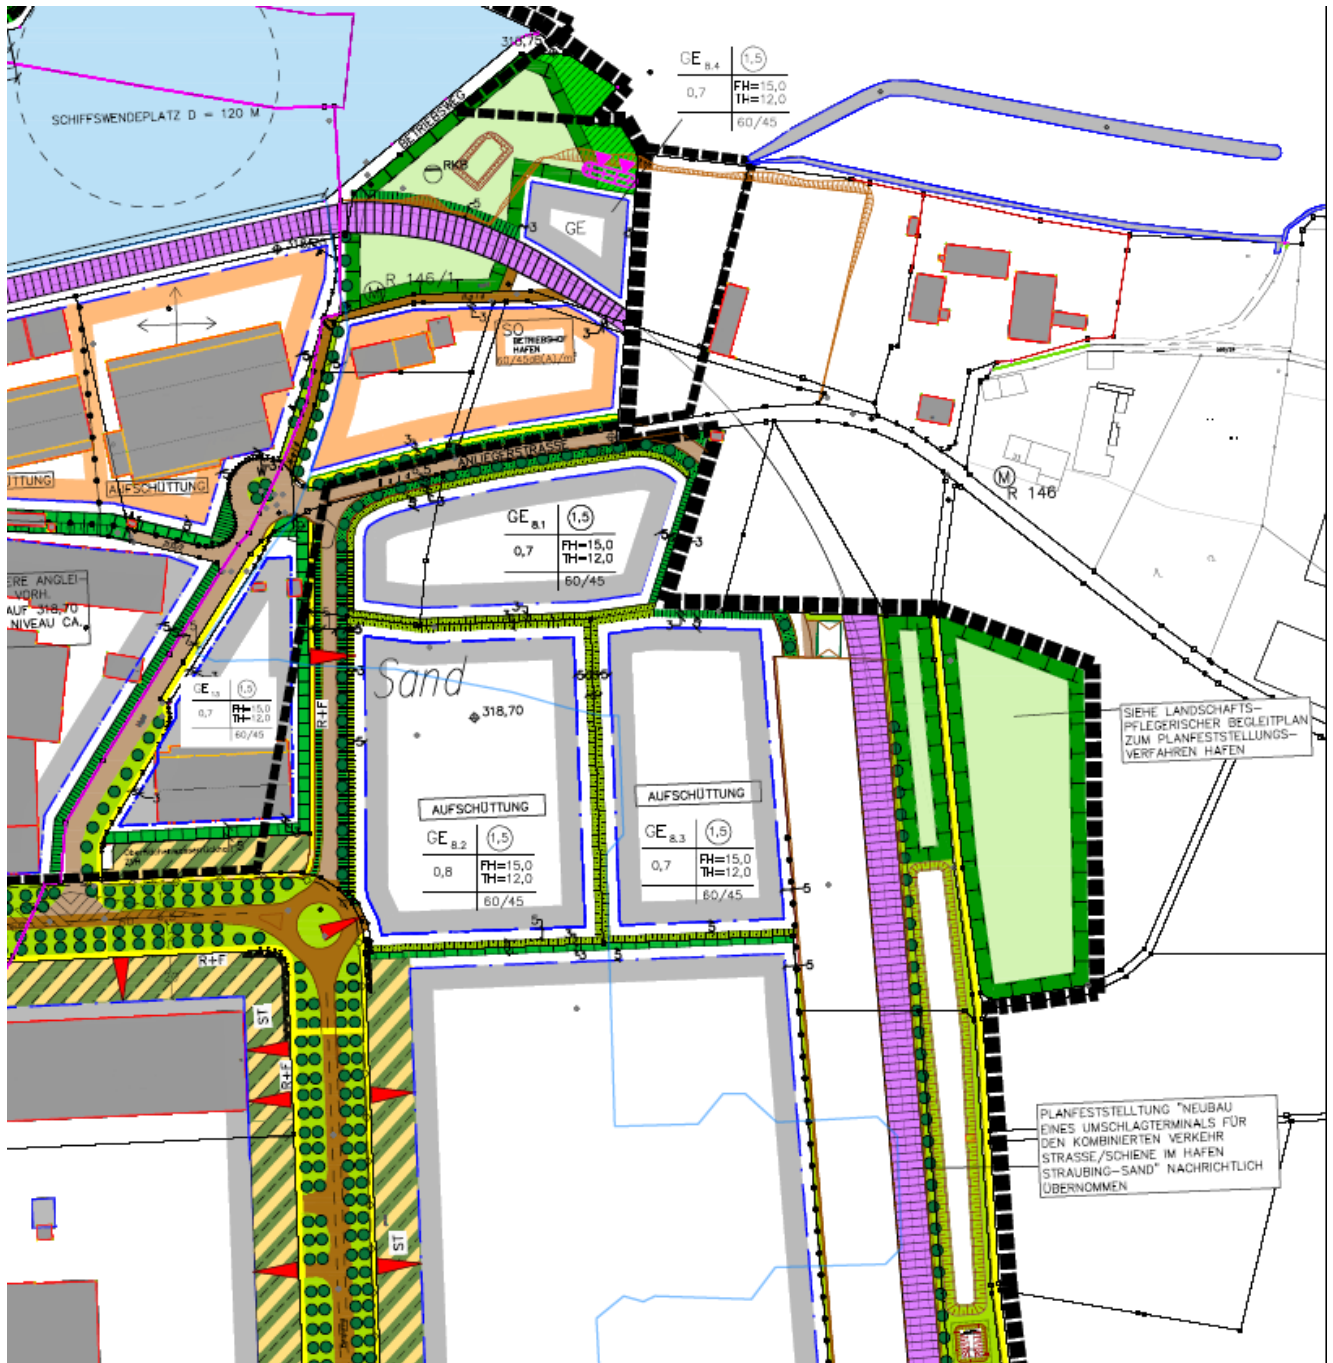 318,75
GE 8.4 1,5
0,7 FH=15,0
TH=12,0
60/45
SCHIFFSWENDEPLATZ D = 120 M
BETRIEBSWEG
RKB
GE
R 146/1
M
SO
BETRIEBSHOF
HAFEN
60/45dB(A)/m²
ANLIEGERSTRASSE
AUFSCHÜTTUNG
M
R 146
GE 8.1 1,5
0,7 FH=15,0
TH=12,0
60/45
ERE ANGLEI-
VORH.
AUF 318,70
NIVEAU CA.
Sand
318,70
R+F
0,7 FH=15,0
TH=12,0
60/45
SIEHE LANDSCHAFTS-
PFLEGERISCHER BEGLEITPLAN
ZUM PLANFESTSTELLUNGS-
VERFAHREN HAFEN
AUFSCHÜTTUNG
AUFSCHÜTTUNG
GE 8.2 1,5
0,8 FH=15,0
TH=12,0
60/45
GE 8.3 1,5
0,7 FH=15,0
TH=12,0
60/45
R+F
ST
R+F
PLANFESTSTELLTUNG "NEUBAU
EINES UMSCHLAGTERMINALS FÜR
DEN KOMBINIERTEN VERKEHR
STRASSE/SCHIENE IM HAFEN
STRAUBING-SAND" NACHRICHTLICH
ÜBERNOMMEN
ST